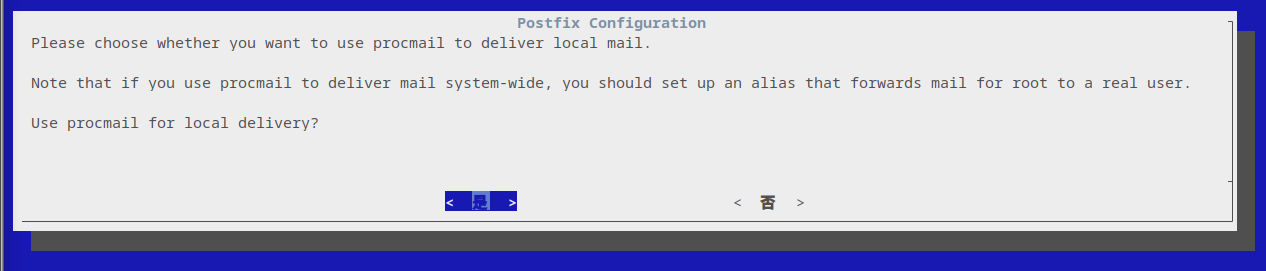 Postfix Configuration
Please choose whether you want to use procmail to deliver local mail.
Note that if you use procmail to deliver mail system-wide, you should set up an alias that forwards mail for root to a real user.
Use procmail for local delivery?
< 是 > < 否 >